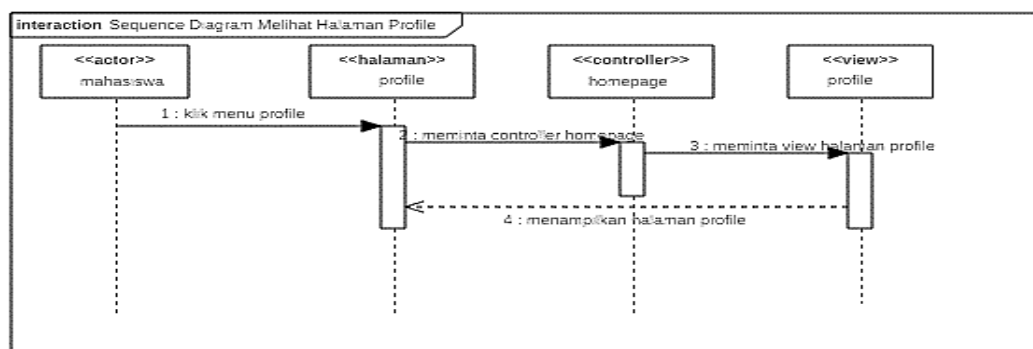 interaction Sequence Diagram Melihat Halaman Profile
<<actor>>
mahasiswa
<<halaman>>
profile
<<controller>>
homepage
<<view>>
profile
1 : klik menu profile
2 : meminta controller homepage
3 : meminta view halaman profile
4 : menampilkan halaman profile